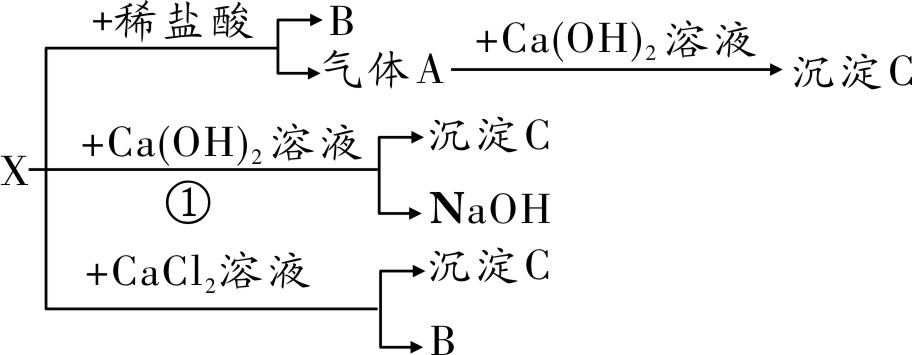 +稀盐酸
B
气体A
+Ca(OH)₂溶液
沉淀C
X
+Ca(OH)₂溶液
①
沉淀C
NaOH
+CaCl₂溶液
沉淀C
B